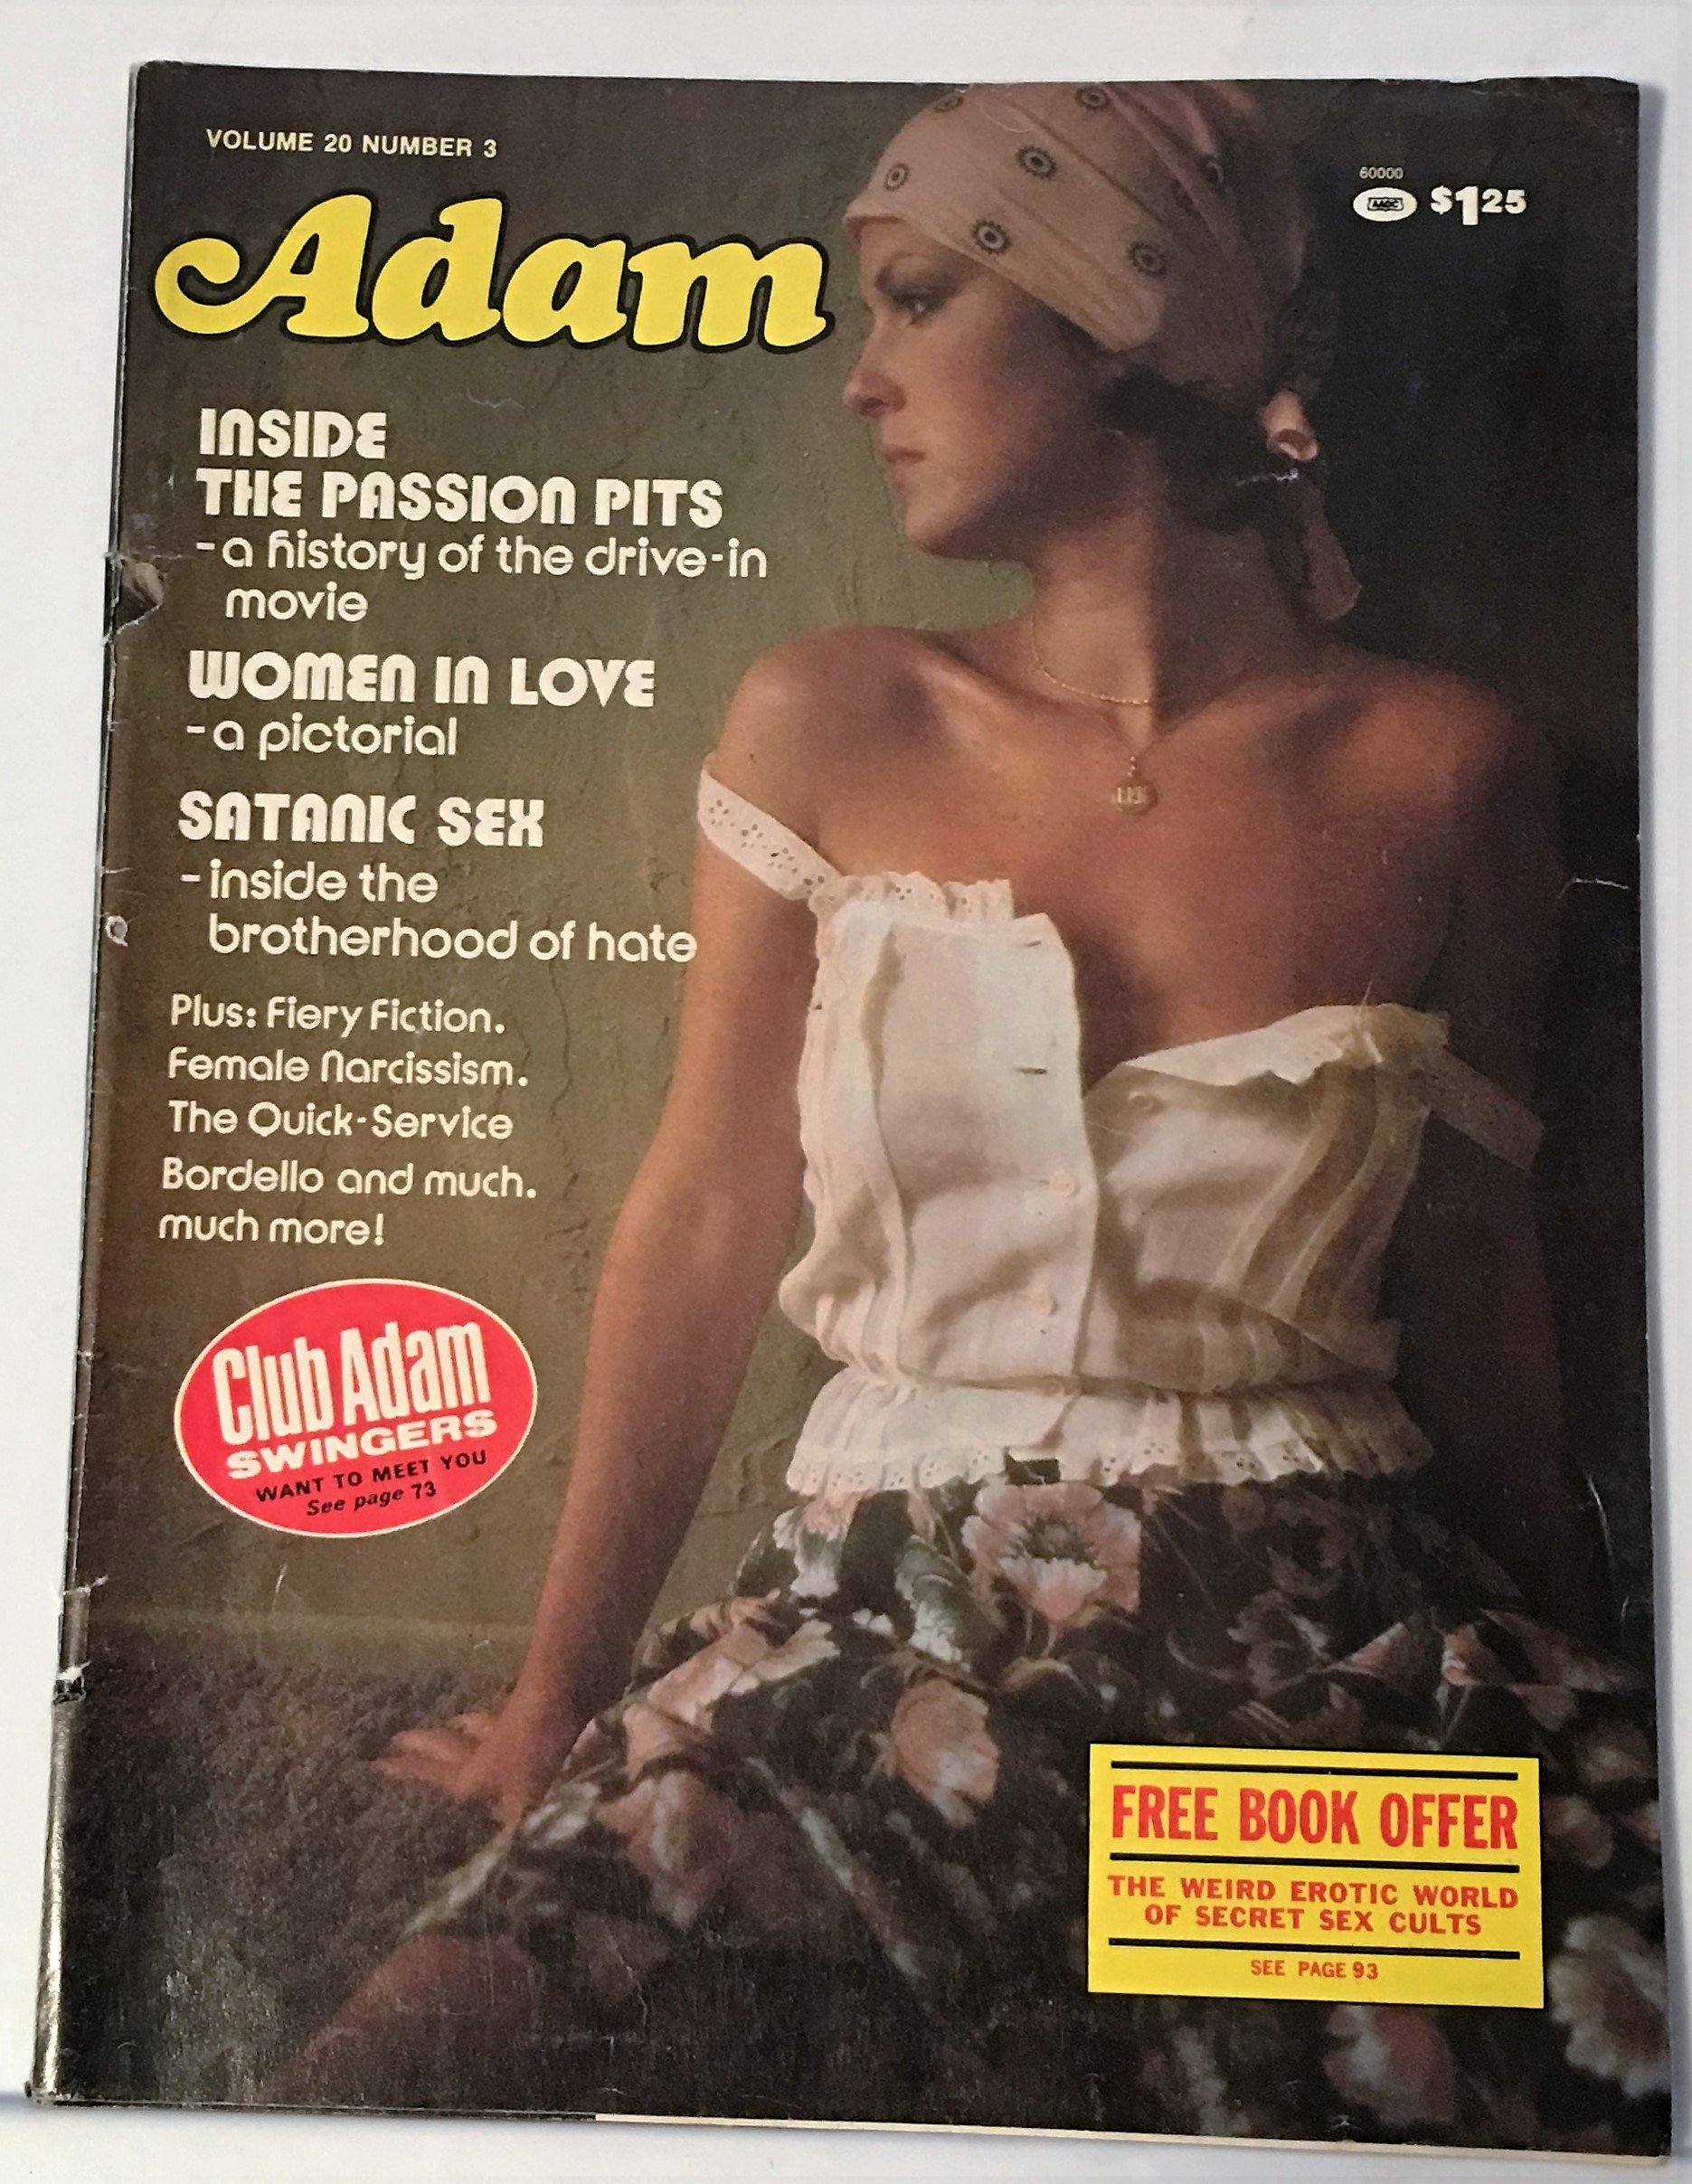 VOLUME 20 NUMBER 3
60000
AADC $1.25
Adam
INSIDE
THE PASSION PITS
-a history of the drive-in
movie
WOMEN IN LOVE
-a pictorial
SATANIC SEX
-inside the
brotherhood of hate
Plus: Fiery Fiction.
Female Narcissism.
The Quick-Service
Bordello and much.
much more!
Club Adam
SWINGERS
WANT TO MEET YOU
See page 73
FREE BOOK OFFER
THE WEIRD EROTIC WORLD
OF SECRET SEX CULTS
SEE PAGE 93